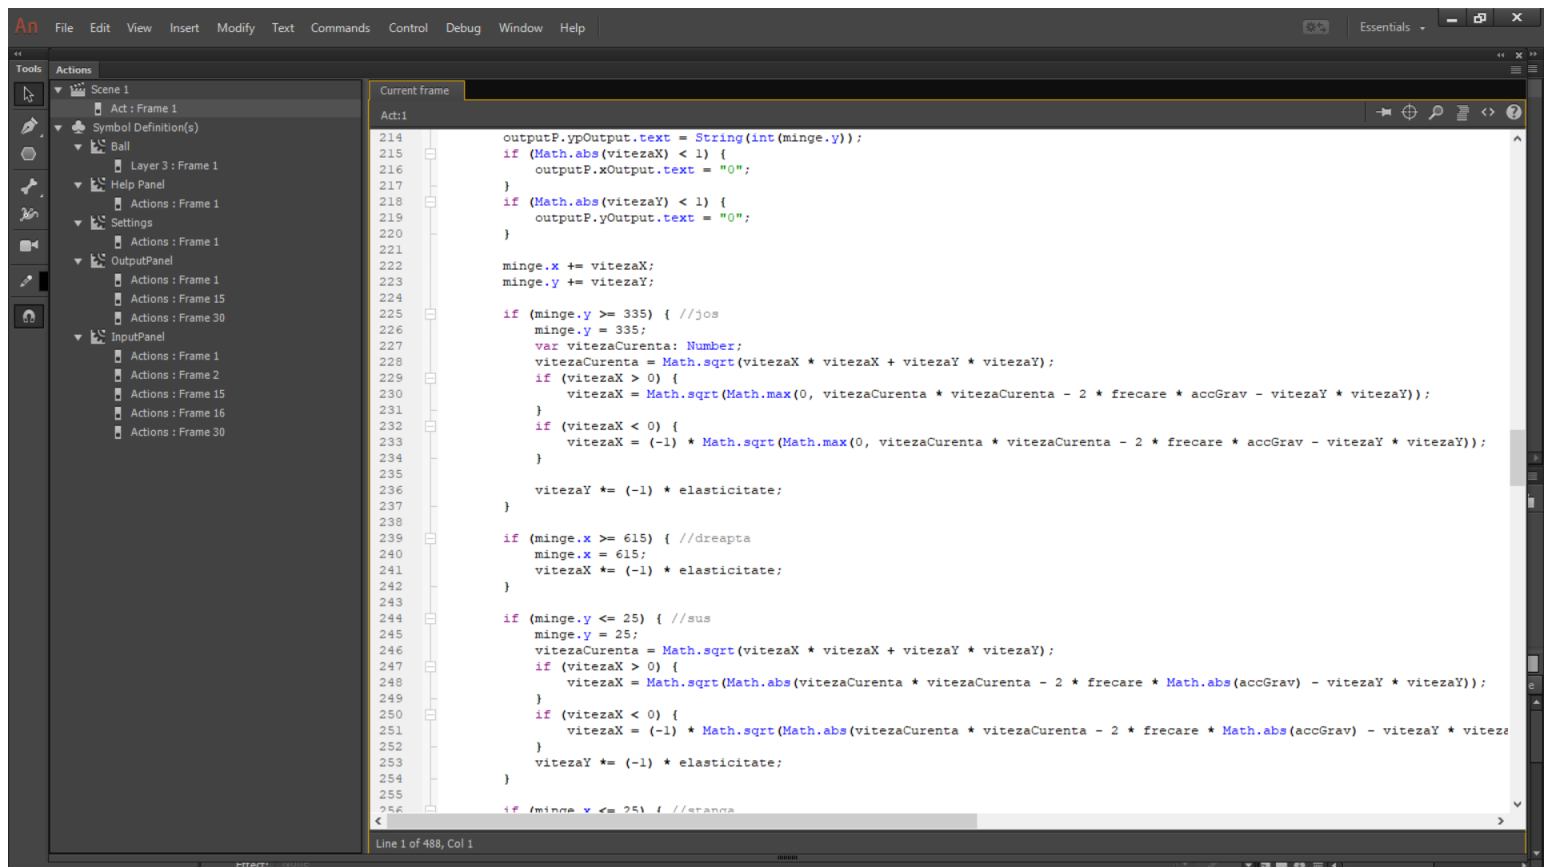 An File Edit View Insert Modify Text Commands Control Debug Window Help Essentials
Tools Actions
Scene 1
Act : Frame 1
Symbol Definition(s)
Ball
Layer 3 : Frame 1
Help Panel
Actions : Frame 1
Settings
Actions : Frame 1
OutputPanel
Actions : Frame 1
Actions : Frame 15
Actions : Frame 30
InputPanel
Actions : Frame 1
Actions : Frame 2
Actions : Frame 15
Actions : Frame 16
Actions : Frame 30
Current frame
Act:1
214 outputP.ypOutput.text = String(int(minge.y));
215 if (Math.abs(vitezaX) < 1) {
216 outputP.xOutput.text = "0";
217 }
218 if (Math.abs(vitezaY) < 1) {
219 outputP.yOutput.text = "0";
220 }
221
222 minge.x += vitezaX;
223 minge.y += vitezaY;
224
225 if (minge.y >= 335) { //jos
226 minge.y = 335;
227 var vitezaCurenta: Number;
228 vitezaCurenta = Math.sqrt(vitezaX * vitezaX + vitezaY * vitezaY);
229 if (vitezaX > 0) {
230 vitezaX = Math.sqrt(Math.max(0, vitezaCurenta * vitezaCurenta - 2 * frecare * accGrav - vitezaY * vitezaY));
231 }
232 if (vitezaX < 0) {
233 vitezaX = (-1) * Math.sqrt(Math.max(0, vitezaCurenta * vitezaCurenta - 2 * frecare * accGrav - vitezaY * vitezaY));
234 }
235
236 vitezaY *= (-1) * elasticitate;
237 }
238
239 if (minge.x >= 615) { //dreapta
240 minge.x = 615;
241 vitezaX *= (-1) * elasticitate;
242 }
243
244 if (minge.y <= 25) { //sus
245 minge.y = 25;
246 vitezaCurenta = Math.sqrt(vitezaX * vitezaX + vitezaY * vitezaY);
247 if (vitezaX > 0) {
248 vitezaX = Math.sqrt(Math.abs(vitezaCurenta * vitezaCurenta - 2 * frecare * Math.abs(accGrav) - vitezaY * vitezaY));
249 }
250 if (vitezaX < 0) {
251 vitezaX = (-1) * Math.sqrt(Math.abs(vitezaCurenta * vitezaCurenta - 2 * frecare * Math.abs(accGrav) - vitezaY * viteza
252 }
253 vitezaY *= (-1) * elasticitate;
254 }
255
256 if (minge.x <= 25) { //stanga
Line 1 of 488, Col 1
Effect: None